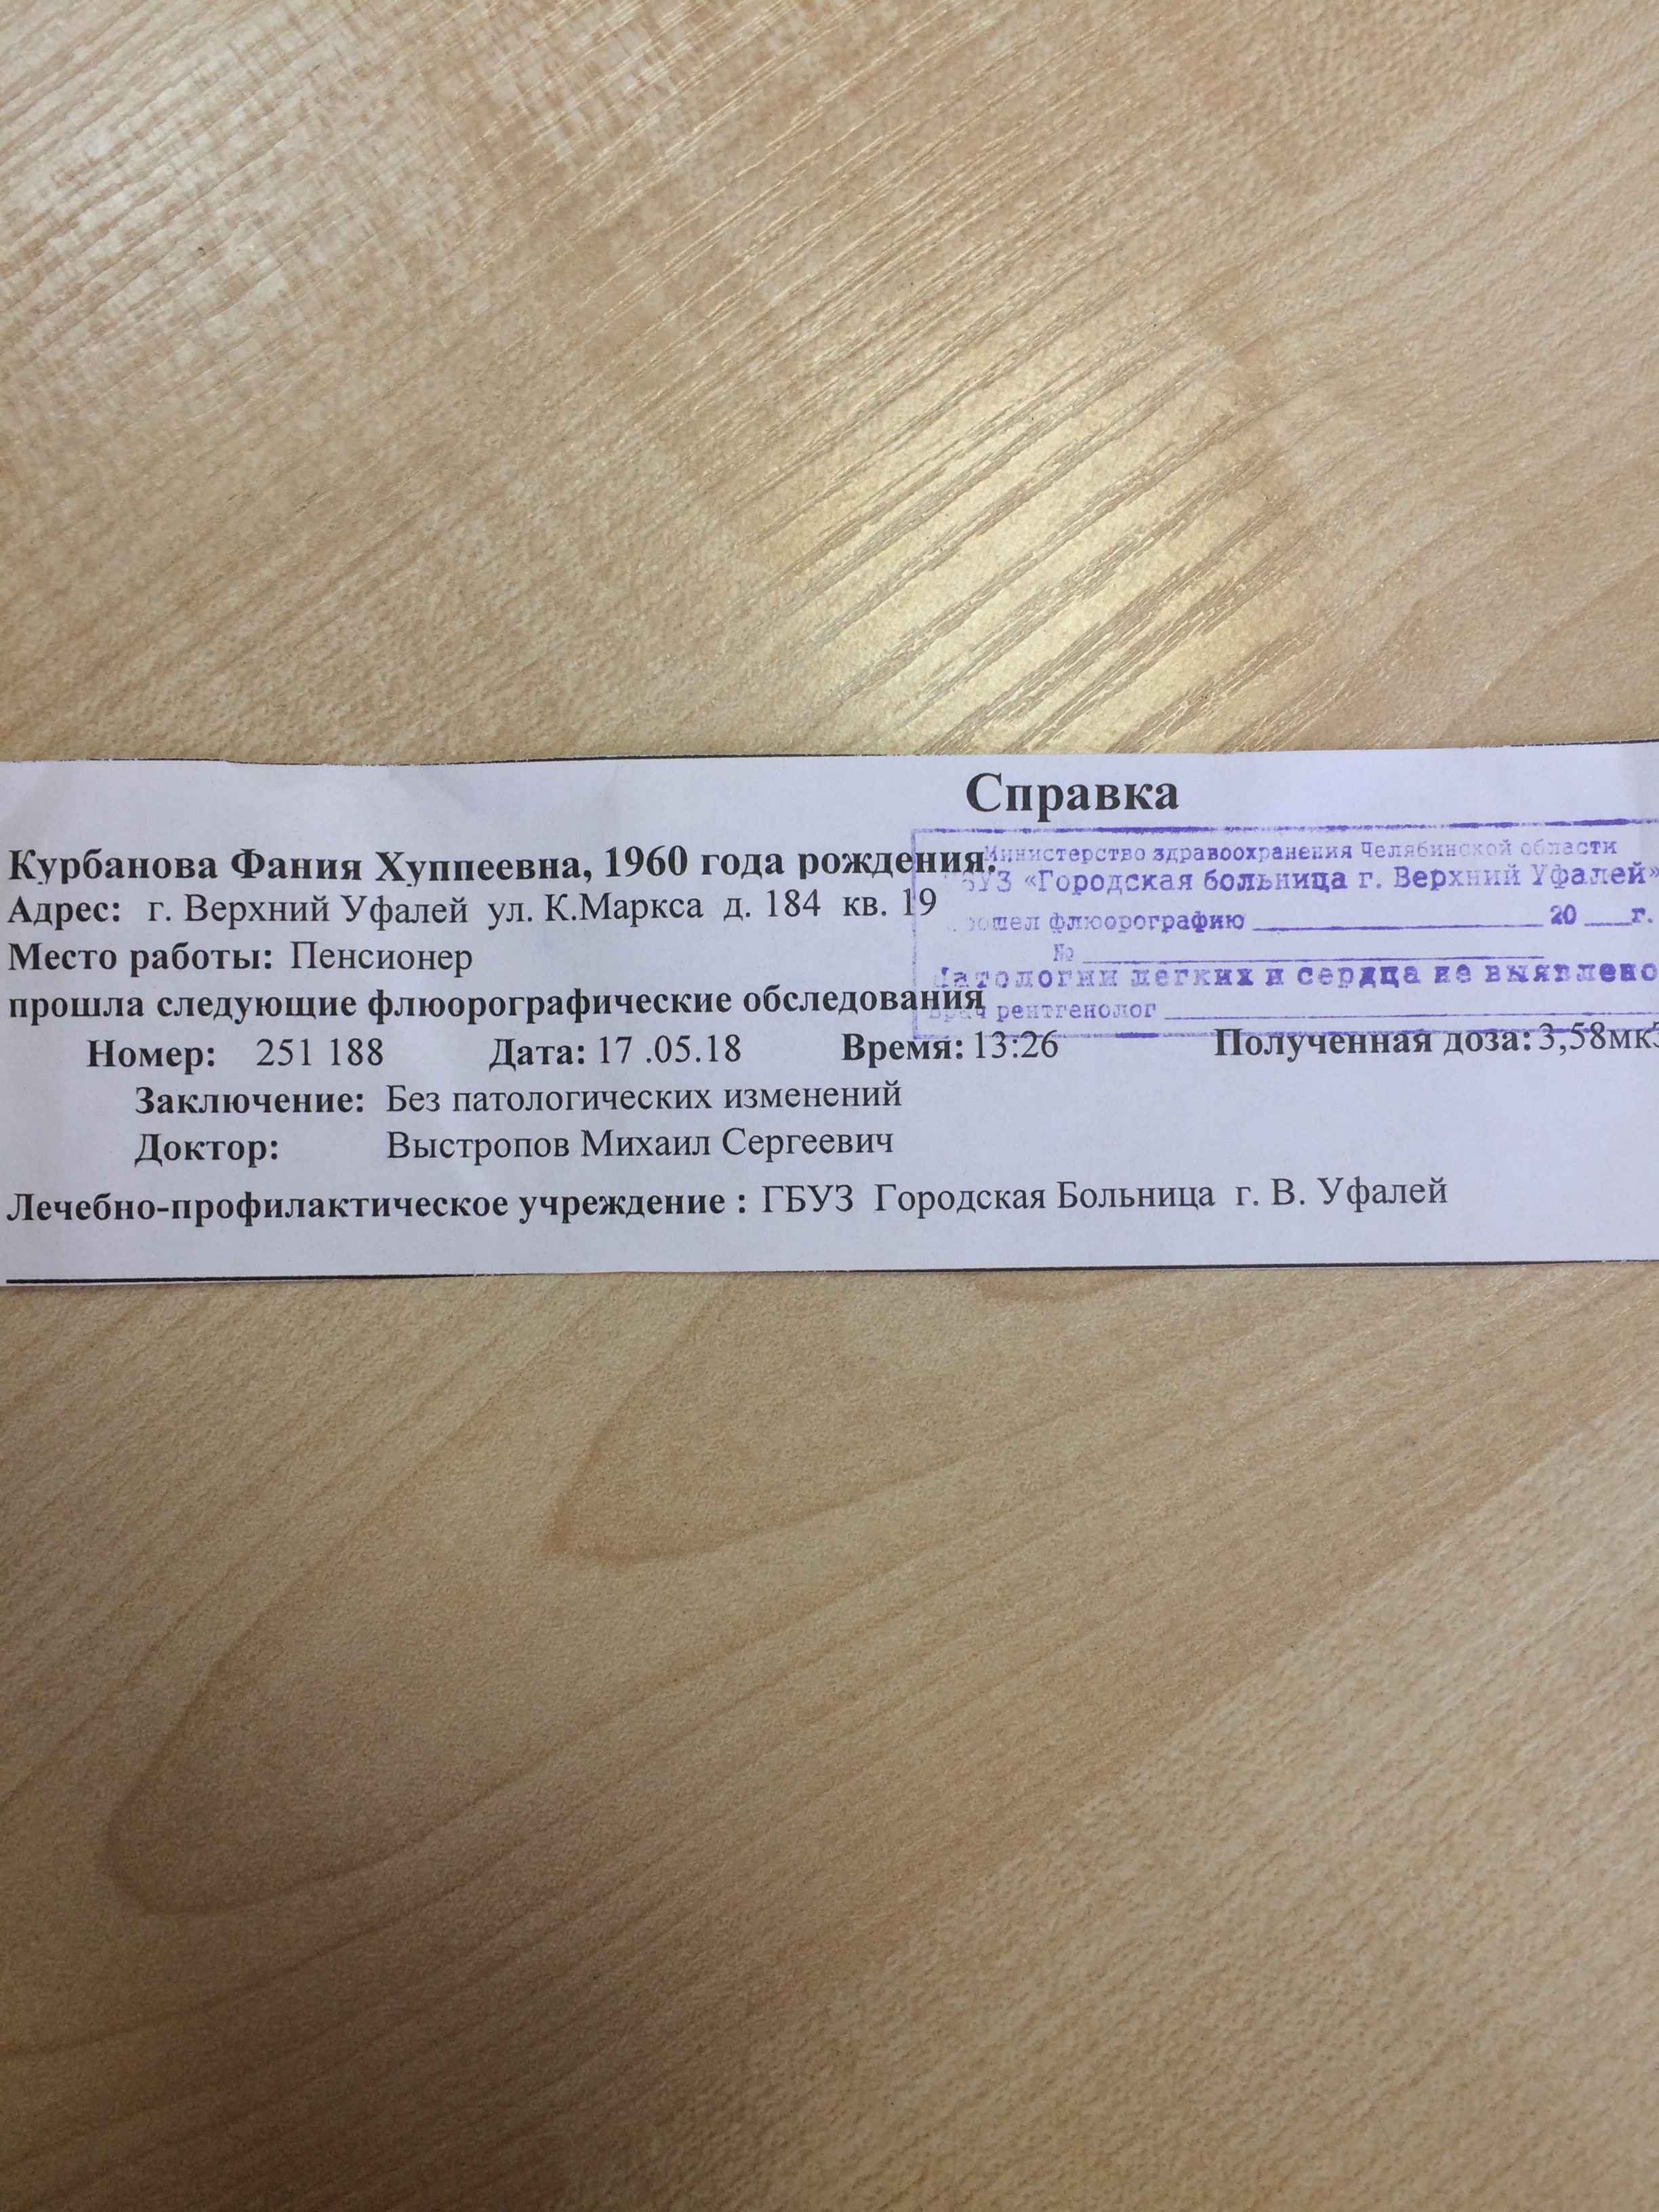 Справка
Курбанова Фания Хуппеевна, 1960 года рождения.
Министерство здравоохранения Челябинской области
Адрес: г. Верхний Уфалей ул. К.Маркса д. 184 кв. 19
«Городская больница г. Верхний Уфалей»
флюорографию 20 г.
Место работы: Пенсионер
№
Патологии легких и сердца не выявлено
прошла следующие флюорографические обследования
Врач рентгенолог
Номер: 251 188 Дата: 17 .05.18 Время: 13:26 Полученная доза: 3,58мкЗ
Заключение: Без патологических изменений
Доктор: Выстропов Михаил Сергеевич
Лечебно-профилактическое учреждение : ГБУЗ Городская Больница г. В. Уфалей